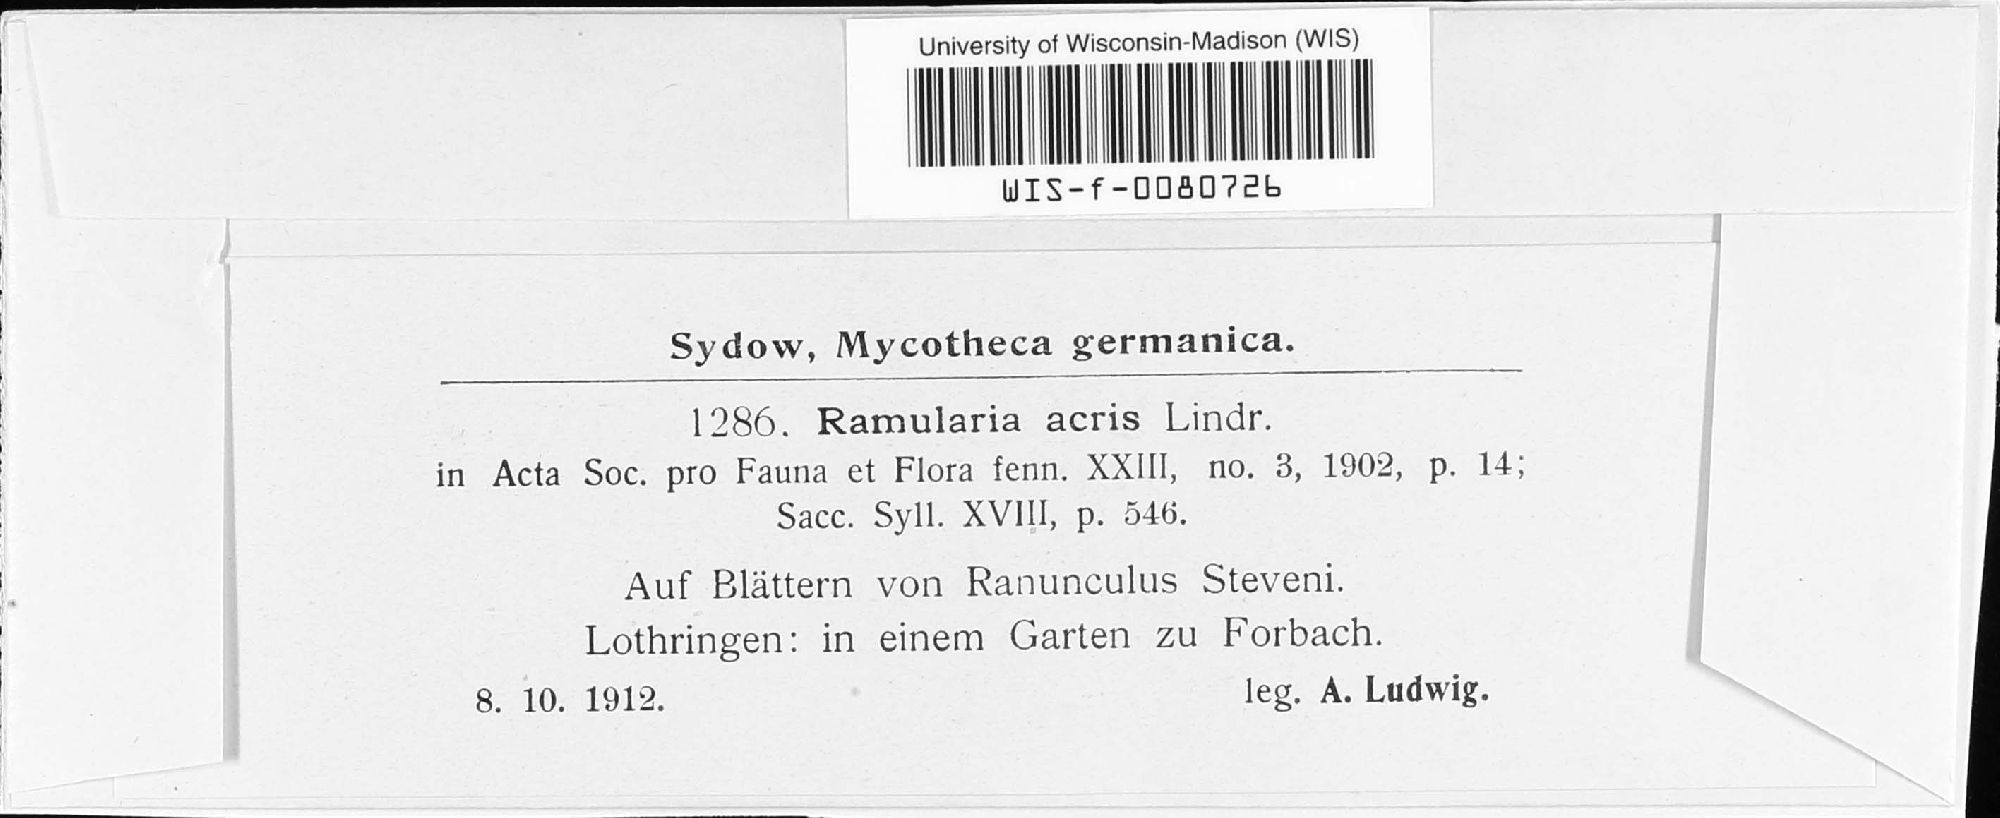 University of Wisconsin-Madison (WIS)
WIS-f-0080726
Sydow, Mycotheca germanica.
1286. Ramularia acris Lindr.
in Acta Soc. pro Fauna et Flora fenn. XXIII, no. 3, 1902, p. 14;
Sacc. Syll. XVIII, p. 546.
Auf Blättern von Ranunculus Steveni.
Lothringen: in einem Garten zu Forbach.
8. 10. 1912. leg. A. Ludwig.